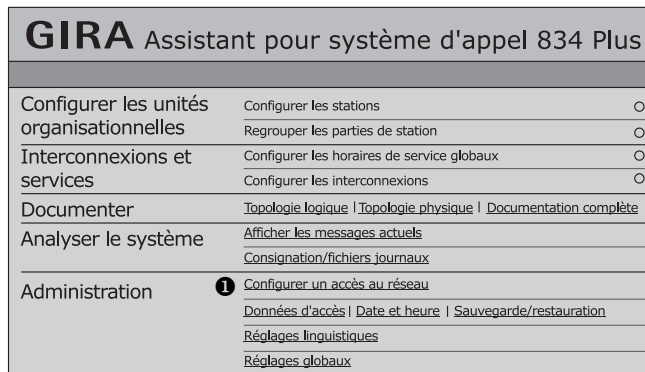 GIRA Assistant pour système d'appel 834 Plus
Configurer les unités organisationnelles
Configurer les stations
Regrouper les parties de station
Interconnexions et services
Configurer les horaires de service globaux
Configurer les interconnexions
Documenter
Topologie logique | Topologie physique | Documentation complète
Analyser le système
Afficher les messages actuels
Consignation/fichiers journaux
Administration
❶ Configurer un accès au réseau
Données d'accès | Date et heure | Sauvegarde/restauration
Réglages linguistiques
Réglages globaux